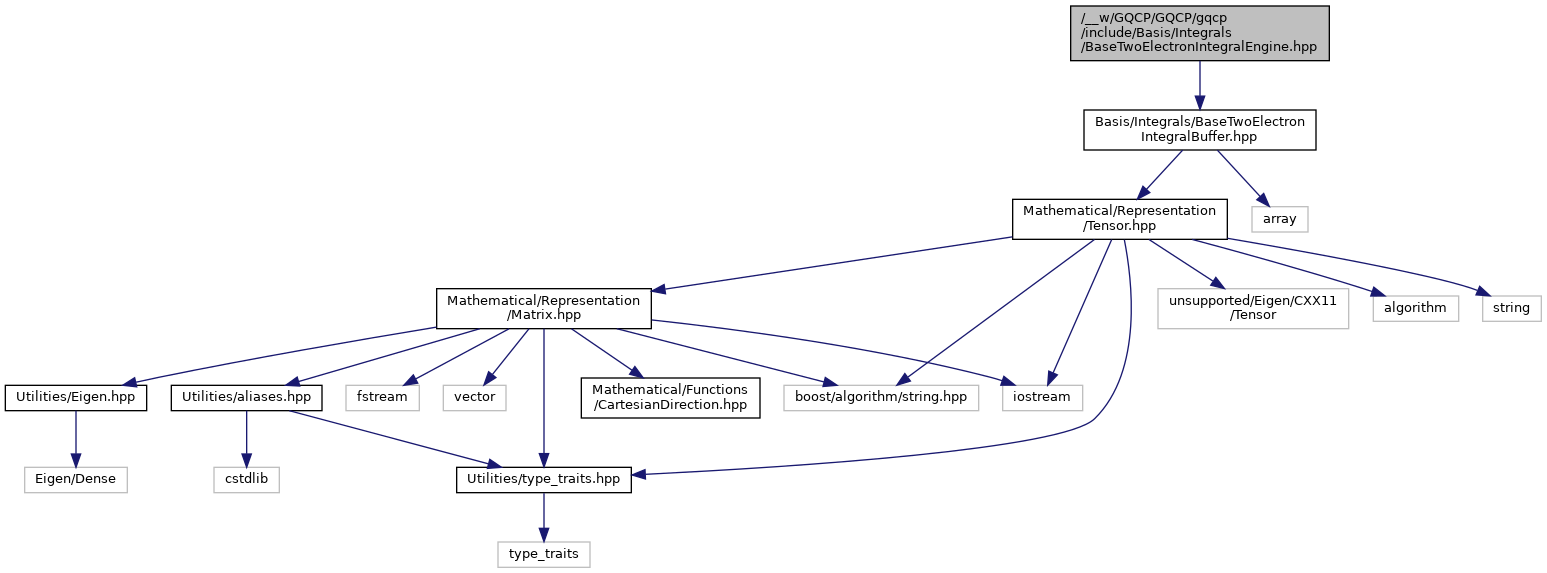 /__w/GQCP/GQCP/gqcp
/include/Basis/Integrals
/BaseTwoElectronIntegralEngine.hpp
Basis/Integrals/BaseTwoElectron
IntegralBuffer.hpp
Mathematical/Representation
/Tensor.hpp
array
Mathematical/Representation
/Matrix.hpp
unsupported/Eigen/CXX11
/Tensor
algorithm
string
Utilities/Eigen.hpp
Utilities/aliases.hpp
fstream
vector
Mathematical/Functions
/CartesianDirection.hpp
boost/algorithm/string.hpp
iostream
Eigen/Dense
cstdlib
Utilities/type_traits.hpp
type_traits